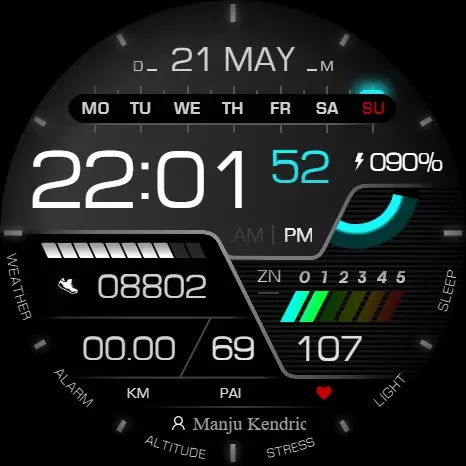 D_ 21 MAY _M
MO TU WE TH FR SA SU
22:01 52 090%
AM | PM
WEATHER
08802
ZN 0 1 2 3 4 5
SLEEP
00.00 69 107
ALARM
KM PAI
LIGHT
Manju Kendric
ALTITUDE
STRESS